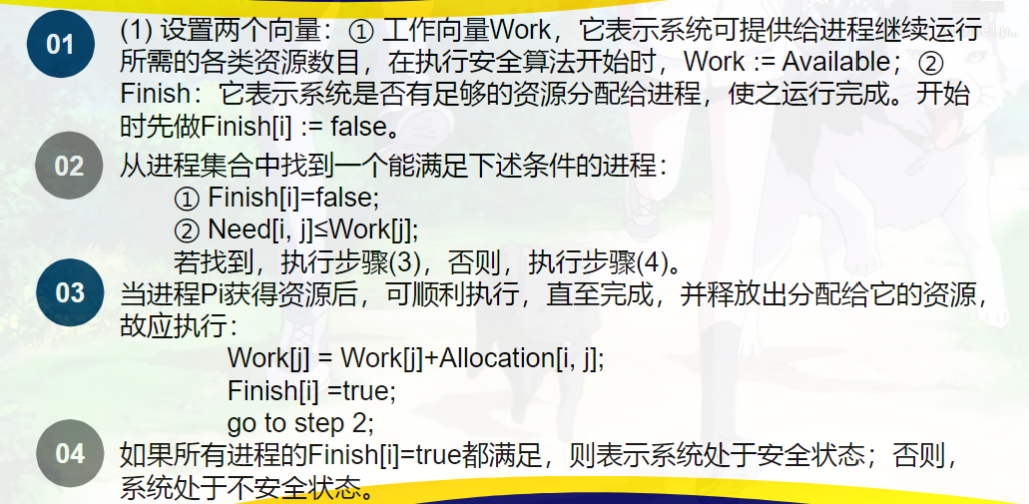 01
(1) 设置两个向量：① 工作向量Work，它表示系统可提供给进程继续运行
所需的各类资源数目，在执行安全算法开始时，Work := Available；②
Finish：它表示系统是否有足够的资源分配给进程，使之运行完成。开始
时先做Finish[i] := false。
02
从进程集合中找到一个能满足下述条件的进程：
① Finish[i]=false;
② Need[i, j]≤Work[j];
若找到，执行步骤(3)，否则，执行步骤(4)。
03
当进程Pi获得资源后，可顺利执行，直至完成，并释放出分配给它的资源，
故应执行：
Work[j] = Work[j]+Allocation[i, j];
Finish[i] =true;
go to step 2;
04
如果所有进程的Finish[i]=true都满足，则表示系统处于安全状态；否则，
系统处于不安全状态。